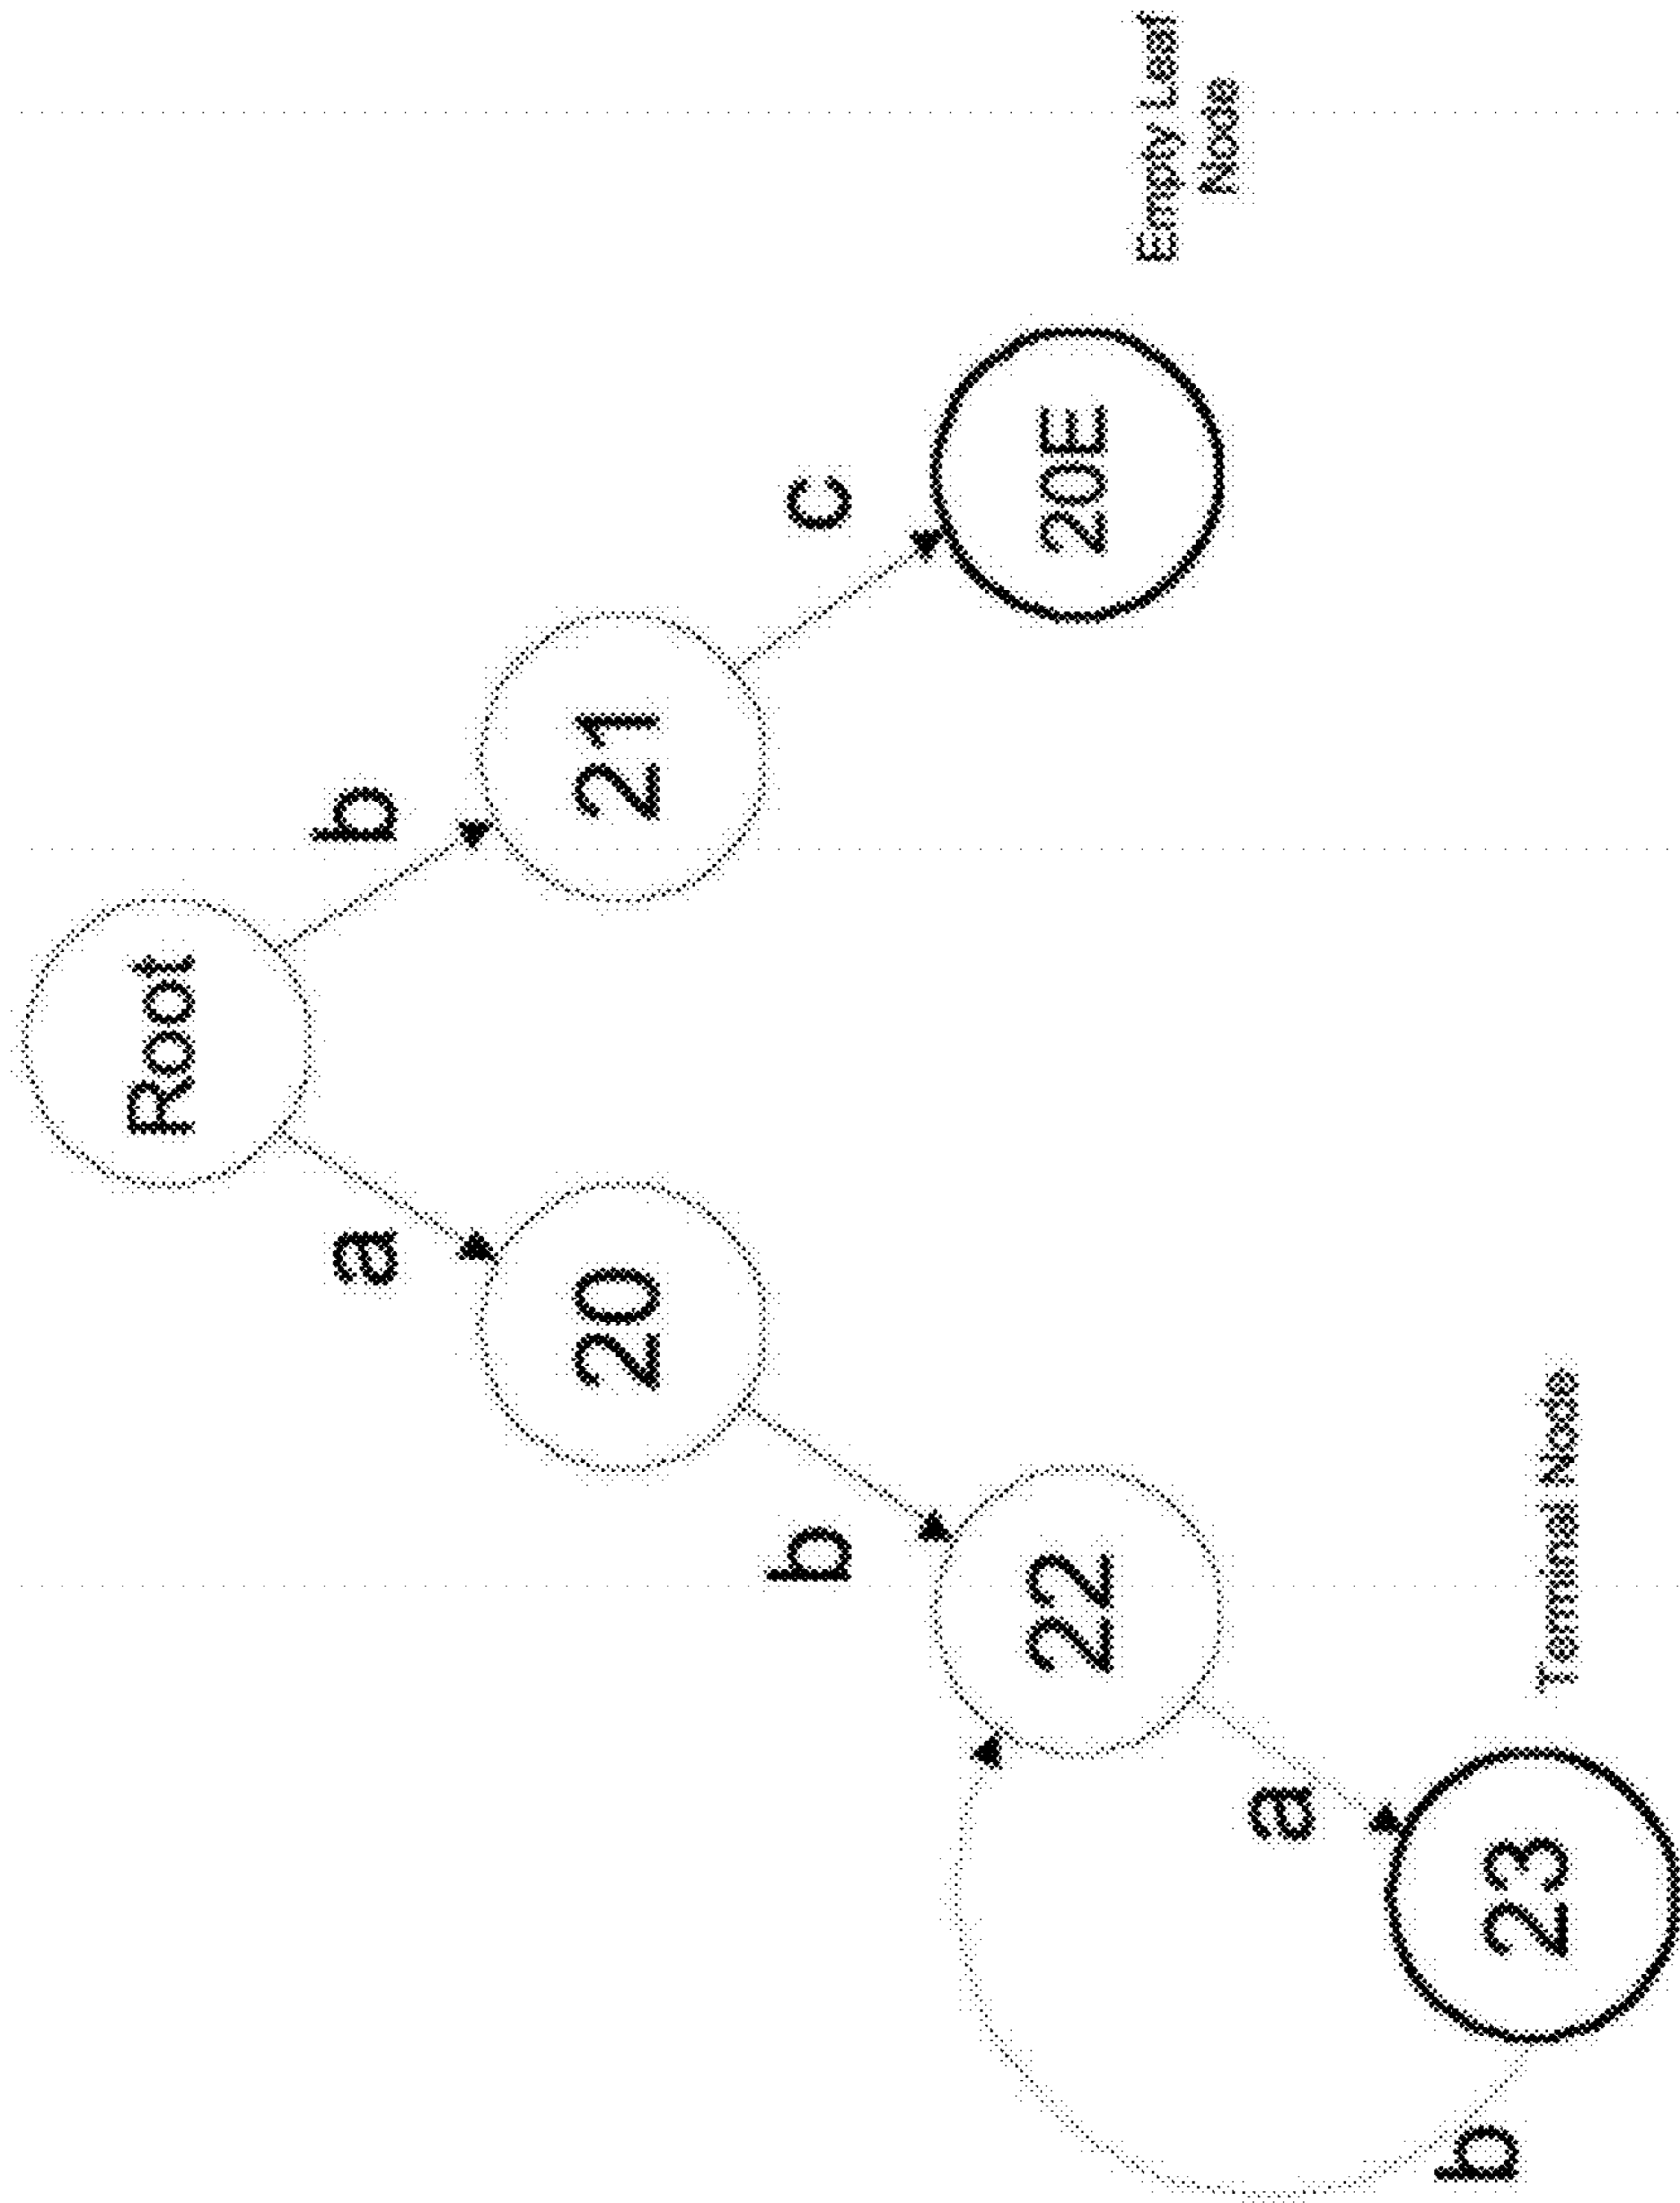 Root
a
b
20
21
b
c
22
20E
Empty Leaf
Node
a
b
23
Terminal Node